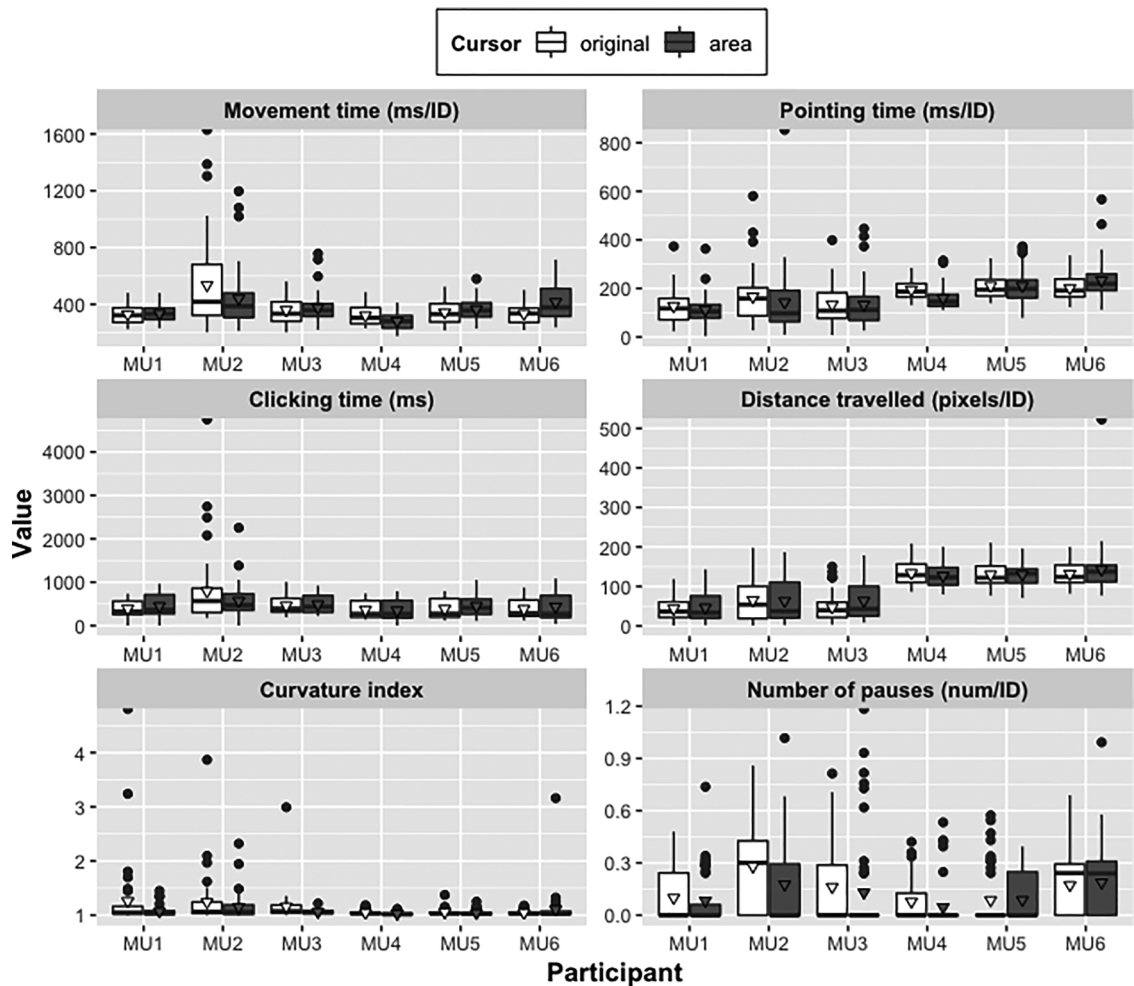 Cursor original area
Movement time (ms/ID)
1600
1200
800
400
MU1 MU2 MU3 MU4 MU5 MU6
Pointing time (ms/ID)
800
600
400
200
0
MU1 MU2 MU3 MU4 MU5 MU6
Clicking time (ms)
4000
3000
2000
1000
0
MU1 MU2 MU3 MU4 MU5 MU6
Distance travelled (pixels/ID)
500
400
300
200
100
0
MU1 MU2 MU3 MU4 MU5 MU6
Curvature index
4
3
2
1
MU1 MU2 MU3 MU4 MU5 MU6
Number of pauses (num/ID)
1.2
0.9
0.6
0.3
0.0
MU1 MU2 MU3 MU4 MU5 MU6
Value
Participant